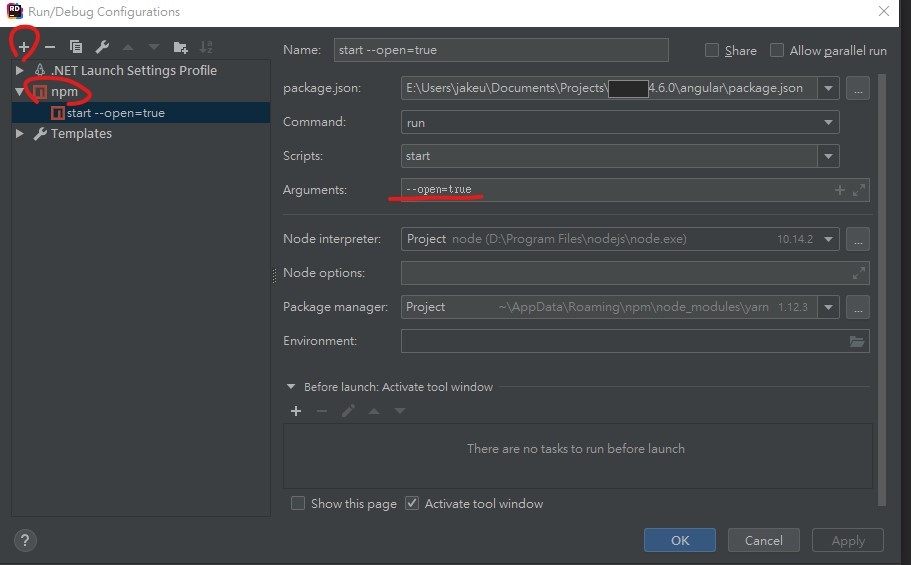 RD Run/Debug Configurations
Name: start --open=true Share Allow parallel run
.NET Launch Settings Profile
npm
start --open=true
Templates
package.json: E:\Users\jakeu\Documents\Projects\ 4.6.0\angular\package.json ...
Command: run
Scripts: start
Arguments: --open=true
Node interpreter: Project node (D:\Program Files\nodejs\node.exe) 10.14.2 ...
Node options:
Package manager: Project ~\AppData\Roaming\npm\node_modules\yarn 1.12.3 ...
Environment:
Before launch: Activate tool window
There are no tasks to run before launch
Show this page Activate tool window
? OK Cancel Apply